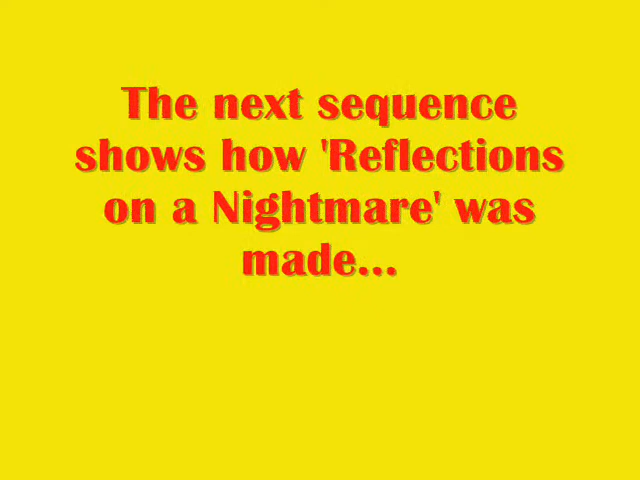 The next sequence
shows how 'Reflections
on a Nightmare' was
made...